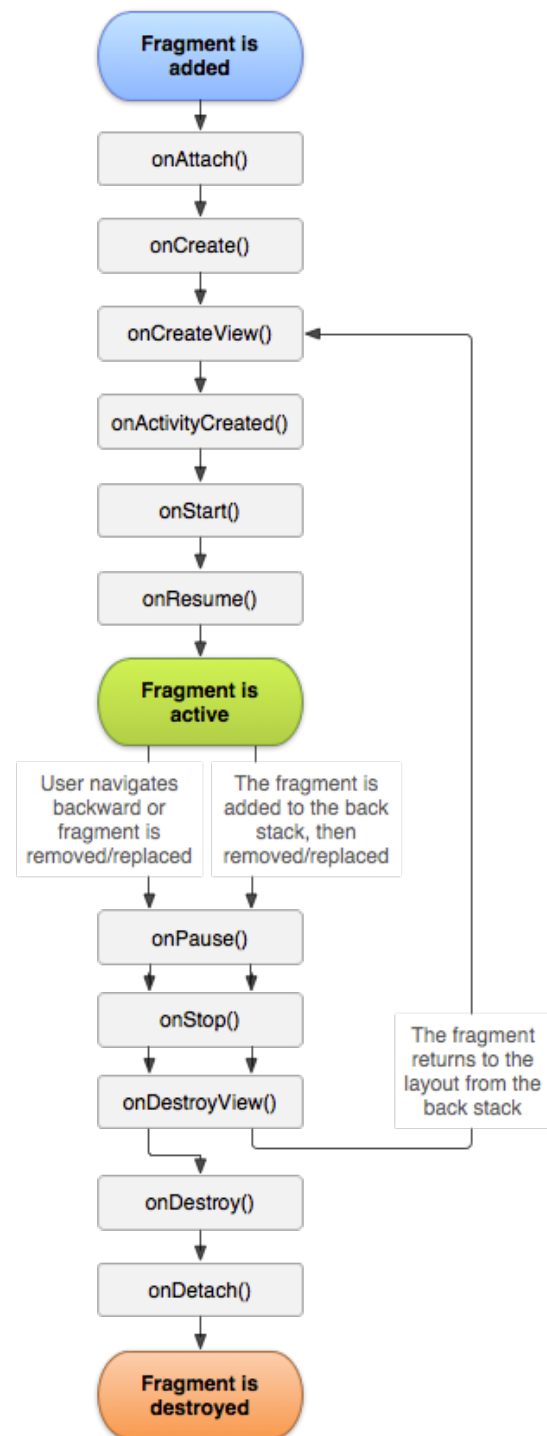 Fragment is
added
onAttach()
onCreate()
onCreateView()
onActivityCreated()
onStart()
onResume()
Fragment is
active
User navigates
backward or
fragment is
removed/replaced
The fragment is
added to the back
stack, then
removed/replaced
onPause()
onStop()
onDestroyView()
The fragment
returns to the
layout from the
back stack
onDestroy()
onDetach()
Fragment is
destroyed